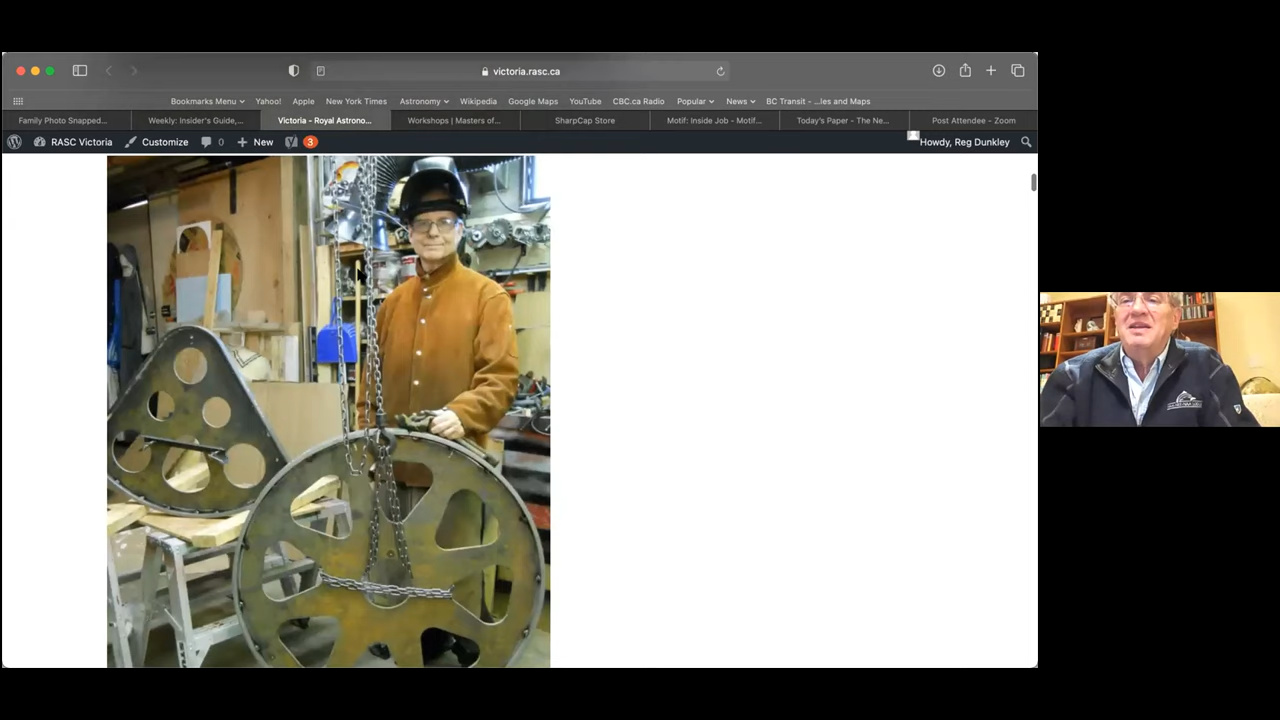 victoria.rasc.ca
Bookmarks Menu Yahoo! Apple New York Times Astronomy Wikipedia Google Maps YouTube CBC.ca Radio Popular News BC Transit - ...les and Maps
Family Photo Snapped... Weekly: Insider's Guide,... Victoria - Royal Astrono... Workshops | Masters of... SharpCap Store Motif: Inside Job - Motif... Today's Paper - The Ne... Post Attendee - Zoom
RASC Victoria Customize 0 New 3 Howdy, Reg Dunkley